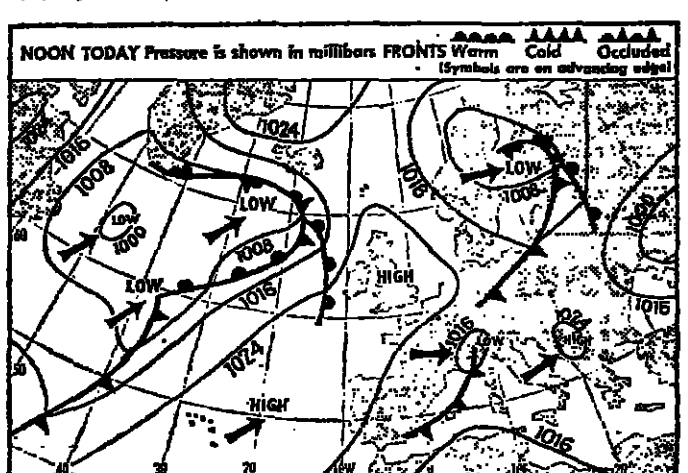 NOON TODAY Pressure is shown in millibars FRONTS Warm Cold Occluded
(Symbols are on advancing edge)
1024
1016
1008
1016
LOW
1008
LOW
LOW
1000
60
1008
HIGH
LOW
1016
1016
1016
1024
LOW
HIGH
1024
50
HIGH
1016
40
30
20